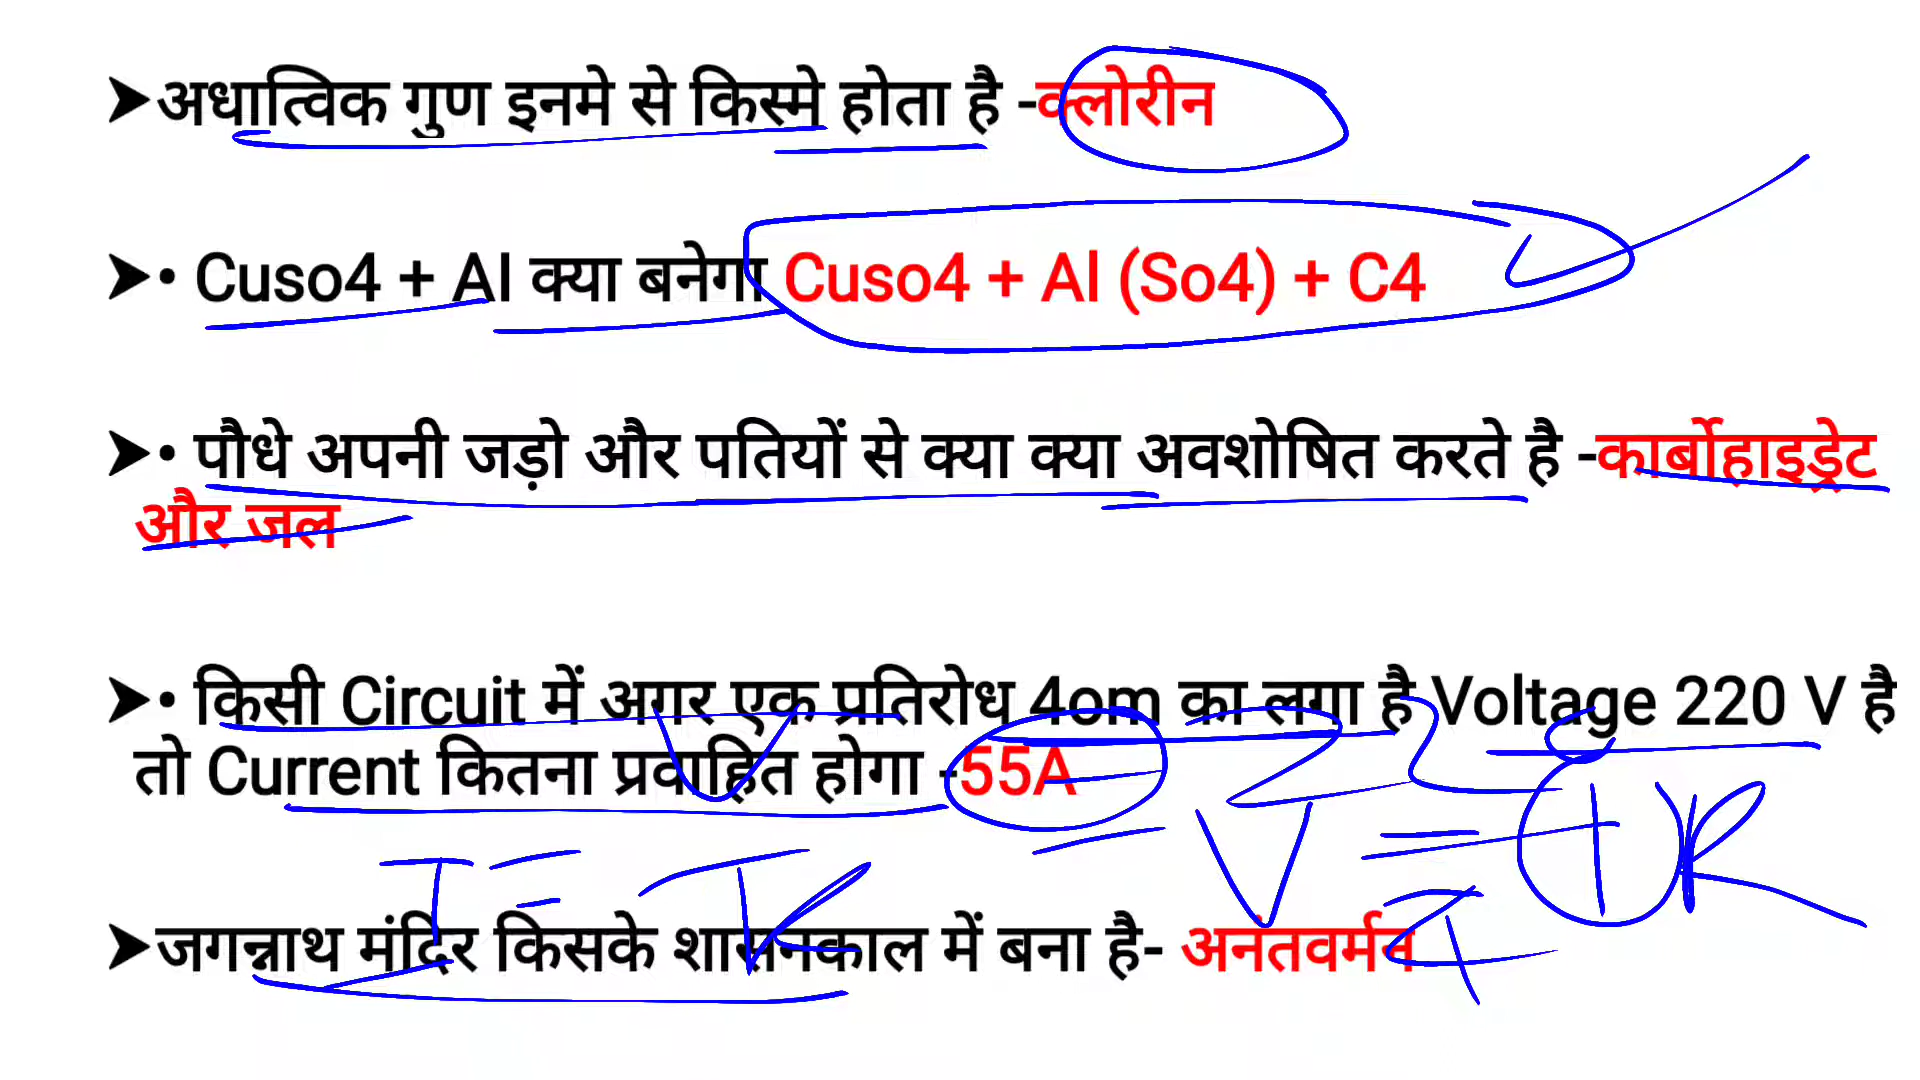 ➤अधात्विक गुण इनमे से किस्मे होता है -क्लोरीन
➤• Cuso4 + Al क्या बनेगा Cuso4 + Al (So4) + C4
➤• पौधे अपनी जड़ो और पतियों से क्या क्या अवशोषित करते है -कार्बोहाइड्रेट
और जल
➤• किसी Circuit में अगर एक प्रतिरोध 4om का लगा है Voltage 220 V है
तो Current कितना प्रवाहित होगा -55A
V = IR
I =
➤जगन्नाथ मंदिर किसके शासनकाल में बना है- अनंतवर्मन